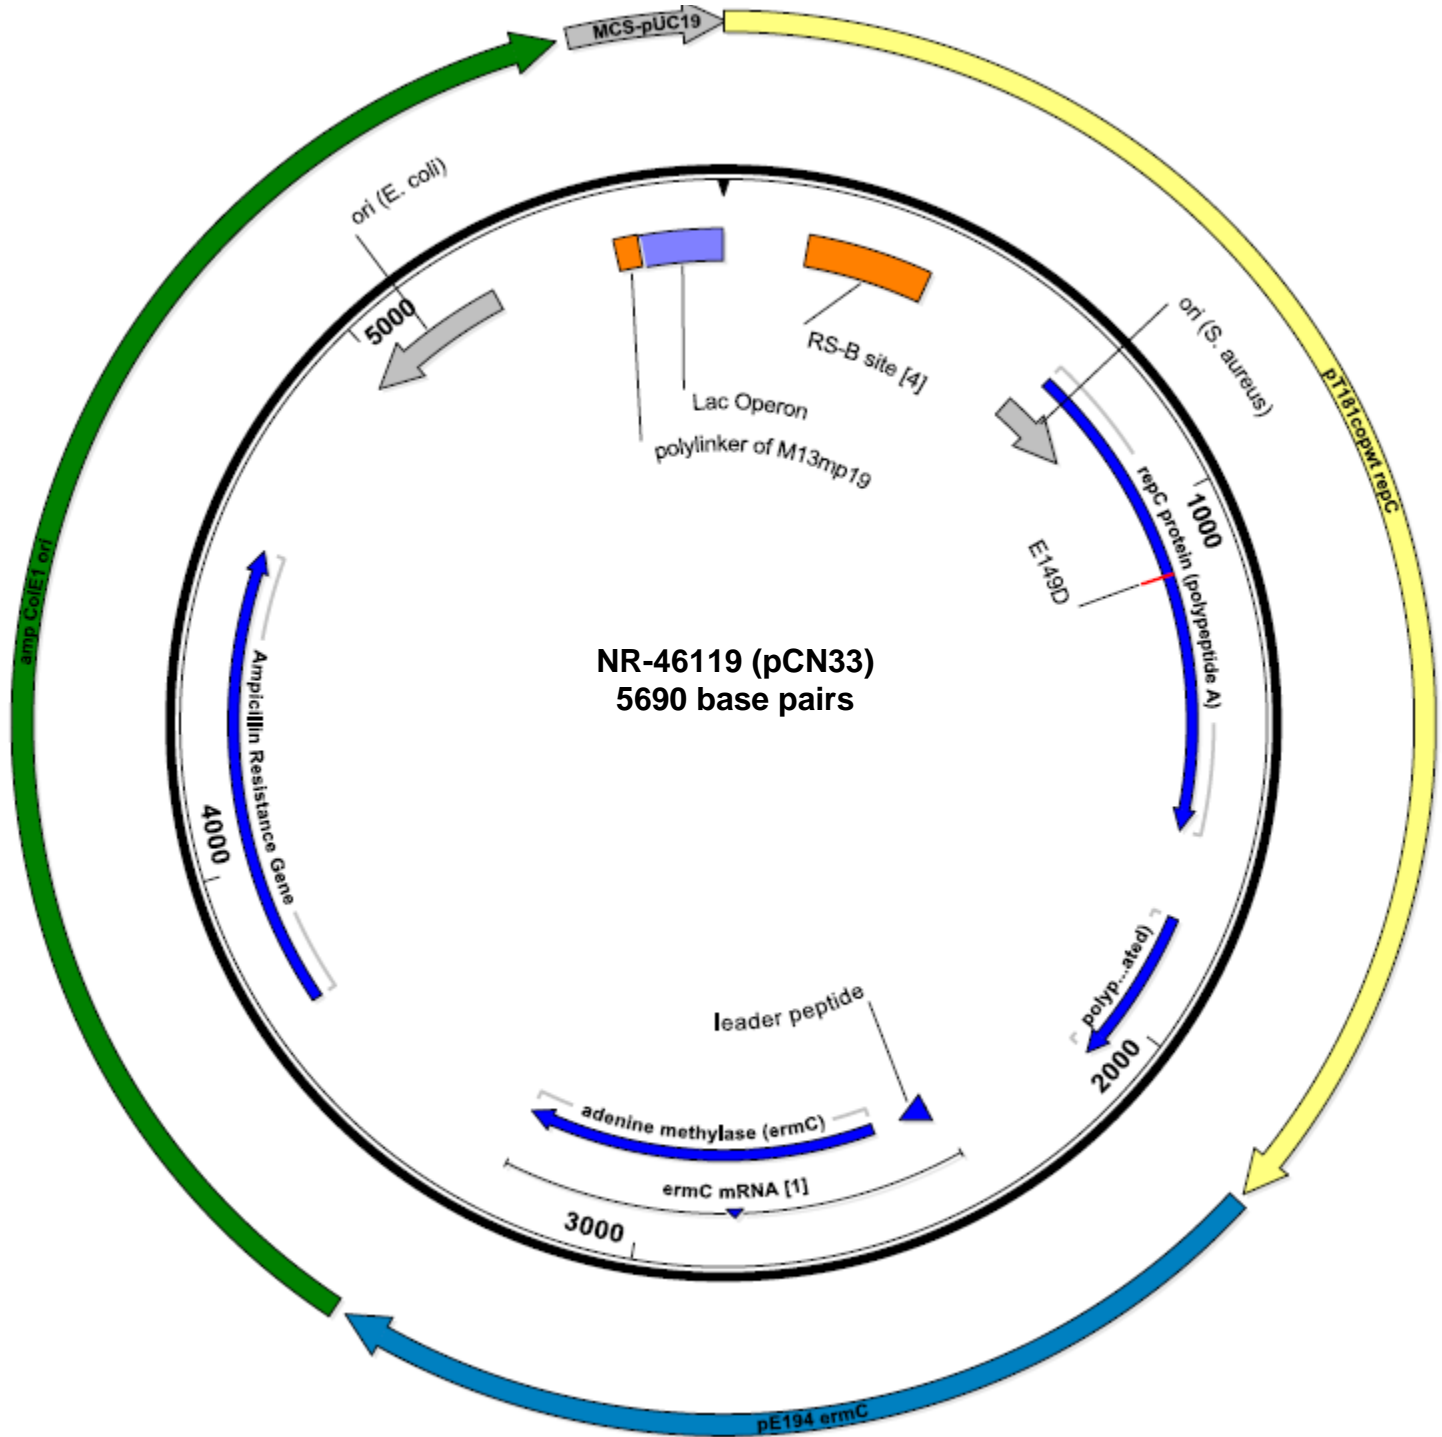 MCS-pUC19
ori (E. coli)
5000
RS-B site [4]
ori (S. aureus)
Lac Operon
polylinker of M13mp19
pT181copwt repC
repC protein (polypeptide A)
1000
E149D
amp ColE1 ori
NR-46119 (pCN33)
5690 base pairs
Ampicillin Resistance Gene
4000
polyp...ated)
leader peptide
2000
adenine methylase (ermC)
ermC mRNA [1]
3000
pE194 ermC